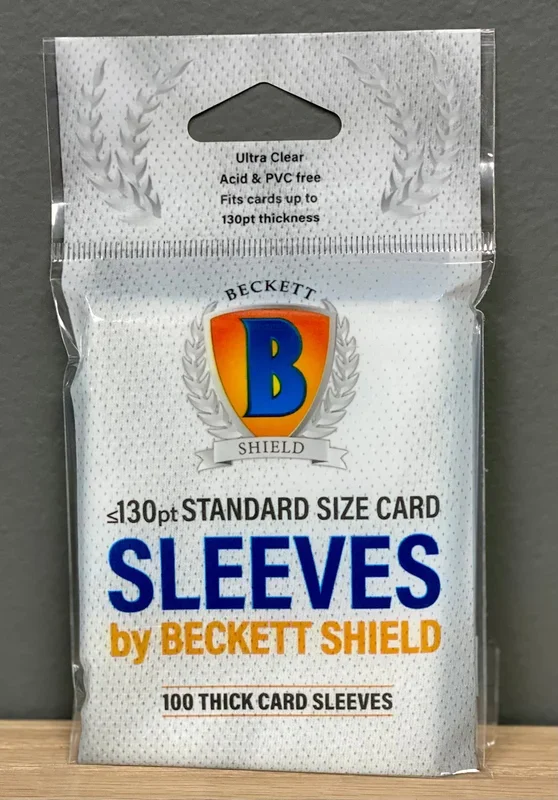 Ultra Clear
Acid & PVC free
Fits cards up to
130pt thickness
BECKETT
B
SHIELD
≤130pt STANDARD SIZE CARD
SLEEVES
by BECKETT SHIELD
100 THICK CARD SLEEVES